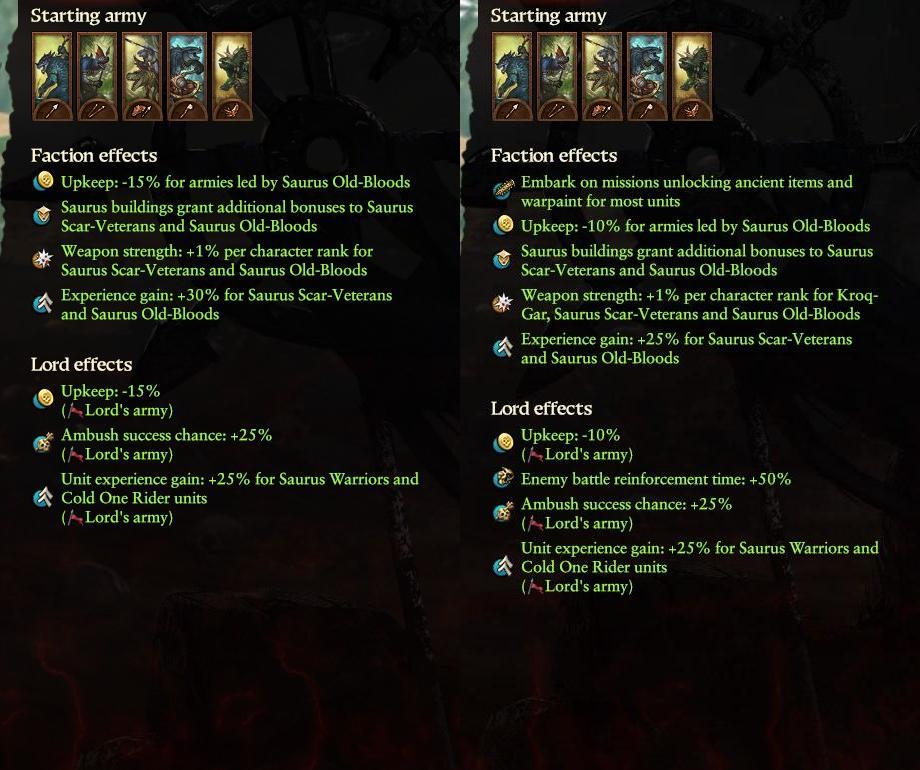 Starting army
Faction effects
Upkeep: -15% for armies led by Saurus Old-Bloods
Saurus buildings grant additional bonuses to Saurus
Scar-Veterans and Saurus Old-Bloods
Weapon strength: +1% per character rank for
Saurus Scar-Veterans and Saurus Old-Bloods
Experience gain: +30% for Saurus Scar-Veterans
and Saurus Old-Bloods
Lord effects
Upkeep: -15%
(Lord's army)
Ambush success chance: +25%
(Lord's army)
Unit experience gain: +25% for Saurus Warriors and
Cold One Rider units
(Lord's army)
Starting army
Faction effects
Embark on missions unlocking ancient items and
warpaint for most units
Upkeep: -10% for armies led by Saurus Old-Bloods
Saurus buildings grant additional bonuses to Saurus
Scar-Veterans and Saurus Old-Bloods
Weapon strength: +1% per character rank for Kroq-
Gar, Saurus Scar-Veterans and Saurus Old-Bloods
Experience gain: +25% for Saurus Scar-Veterans
and Saurus Old-Bloods
Lord effects
Upkeep: -10%
(Lord's army)
Enemy battle reinforcement time: +50%
Ambush success chance: +25%
(Lord's army)
Unit experience gain: +25% for Saurus Warriors and
Cold One Rider units
(Lord's army)